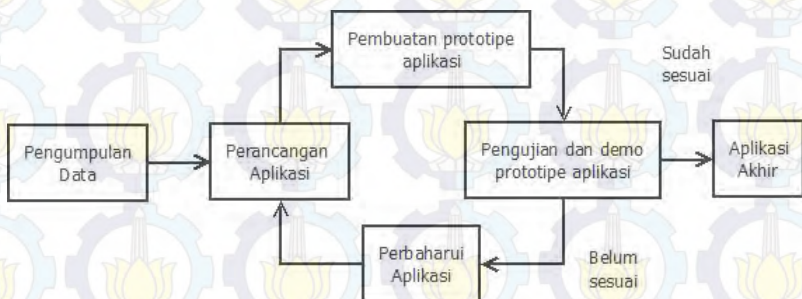 Pembuatan prototipe
aplikasi
Sudah
sesuai
Pengumpulan
Data
Perancangan
Aplikasi
Pengujian dan demo
prototipe aplikasi
Aplikasi
Akhir
Perbaharui
Aplikasi
Belum
sesuai